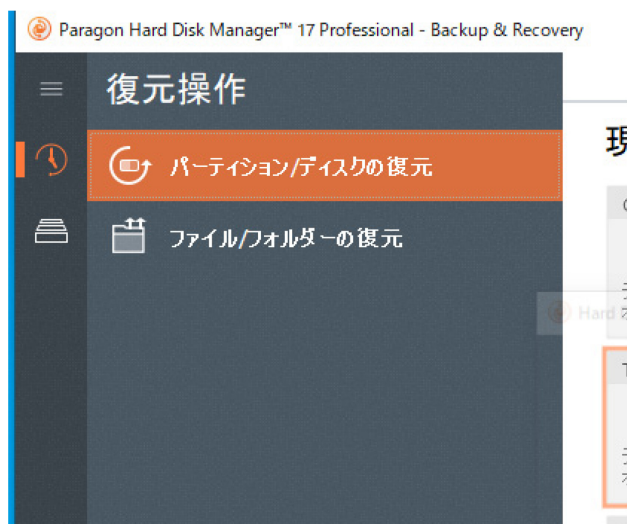 Paragon Hard Disk Manager™ 17 Professional - Backup & Recovery
復元操作
パーティション/ディスクの復元
ファイル/フォルダーの復元
現
Hard